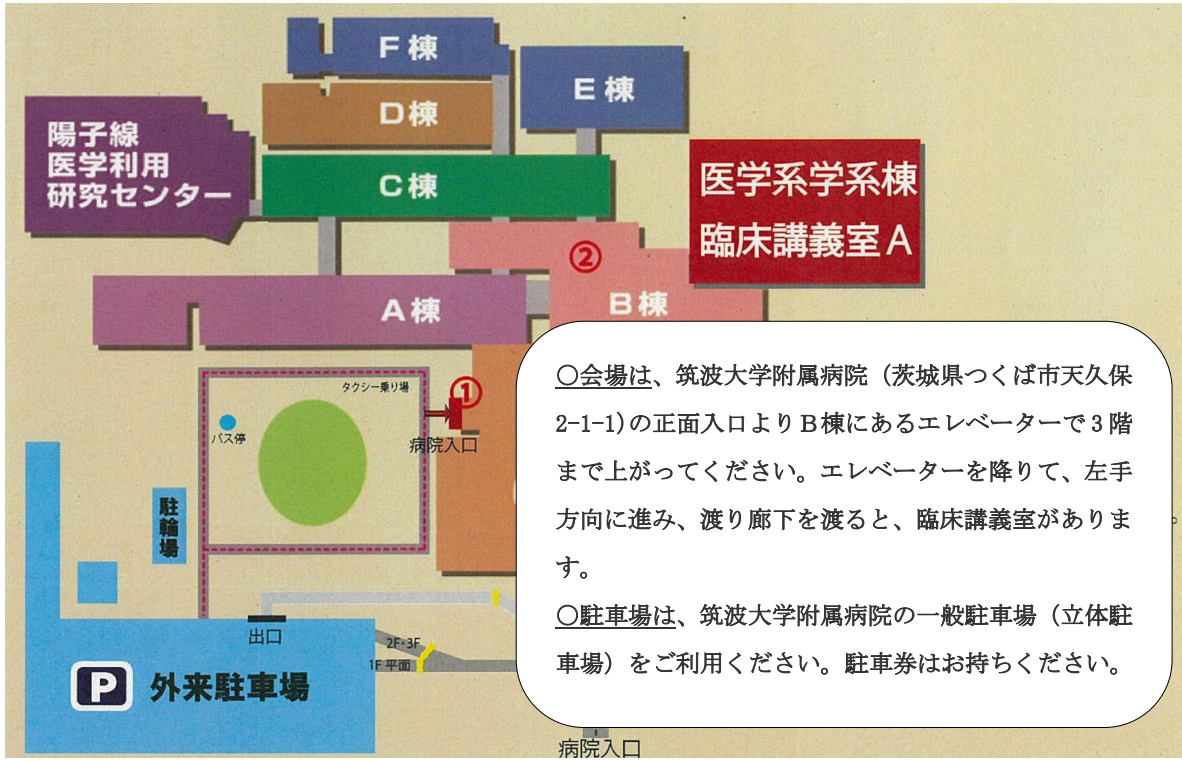 F棟
E棟
D棟
陽子線
医学利用
研究センター
C棟
医学系学系棟
臨床講義室A
②
B棟
A棟
タクシー乗り場
①
バス停
病院入口
駐輪場
〇会場は、筑波大学附属病院（茨城県つくば市天久保
2-1-1)の正面入口よりＢ棟にあるエレベーターで3階
まで上がってください。エレベーターを降りて、左手
方向に進み、渡り廊下を渡ると、臨床講義室がありま
す。
〇駐車場は、筑波大学附属病院の一般駐車場（立体駐
車場）をご利用ください。駐車券はお持ちください。
。
出口
2F・3F
1F 平面
P 外来駐車場
病院入口